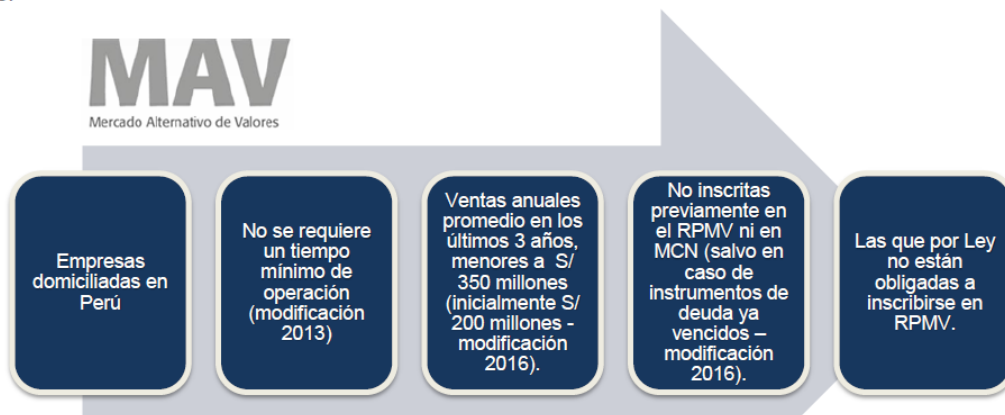 MAV
Mercado Alternativo de Valores
Empresas
domiciliadas en
Perú
No se requiere
un tiempo
mínimo de
operación
(modificación
2013)
Ventas anuales
promedio en los
últimos 3 años,
menores a S/
350 millones
(inicialmente S/
200 millones -
modificación
2016).
No inscritas
previamente en
el RPMV ni en
MCN (salvo en
caso de
instrumentos de
deuda ya
vencidos –
modificación
2016).
Las que por Ley
no están
obligadas a
inscribirse en
RPMV.